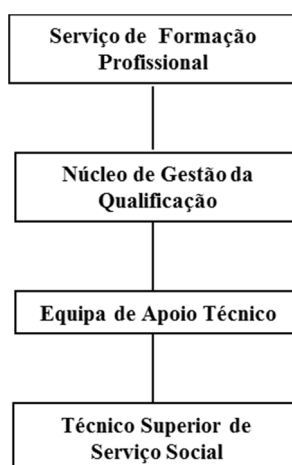 Serviço de Formação
Profissional
Núcleo de Gestão da
Qualificação
Equipa de Apoio Técnico
Técnico Superior de
Serviço Social